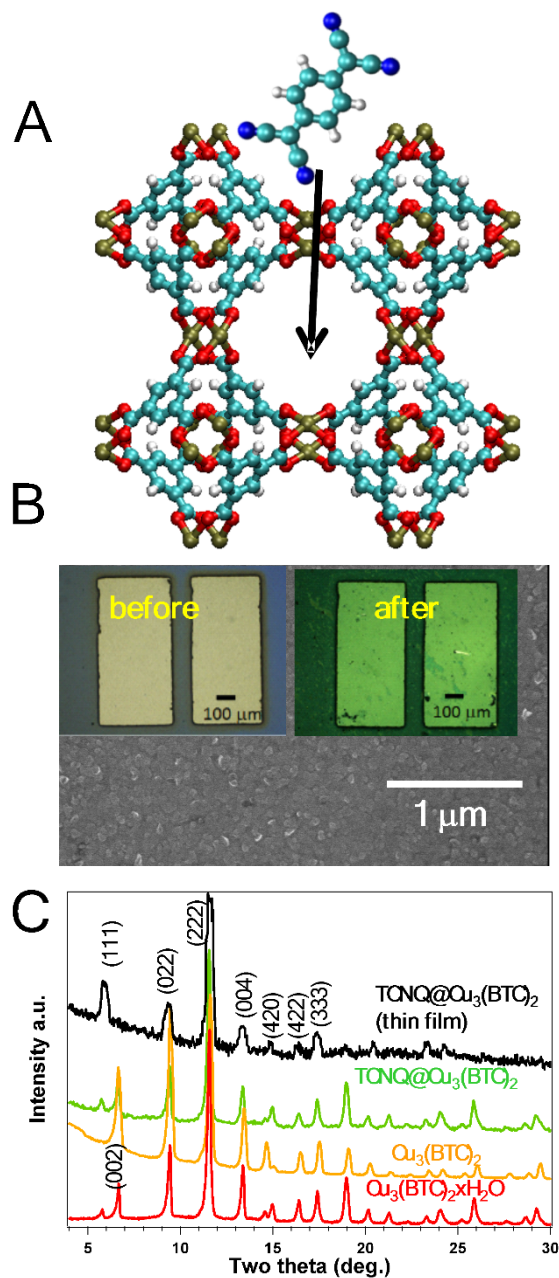 A
B
before
after
100 µm
100 µm
1 µm
C
(111)
(022)
(222)
(004)
(420)
(422)
(333)
TCNQ@Cu3(BTC)2
(thin film)
TCNQ@Cu3(BTC)2
Cu3(BTC)2
(002)
Cu3(BTC)2xH2O
Intensity a.u.
5 10 15 20 25 30
Two theta (deg.)